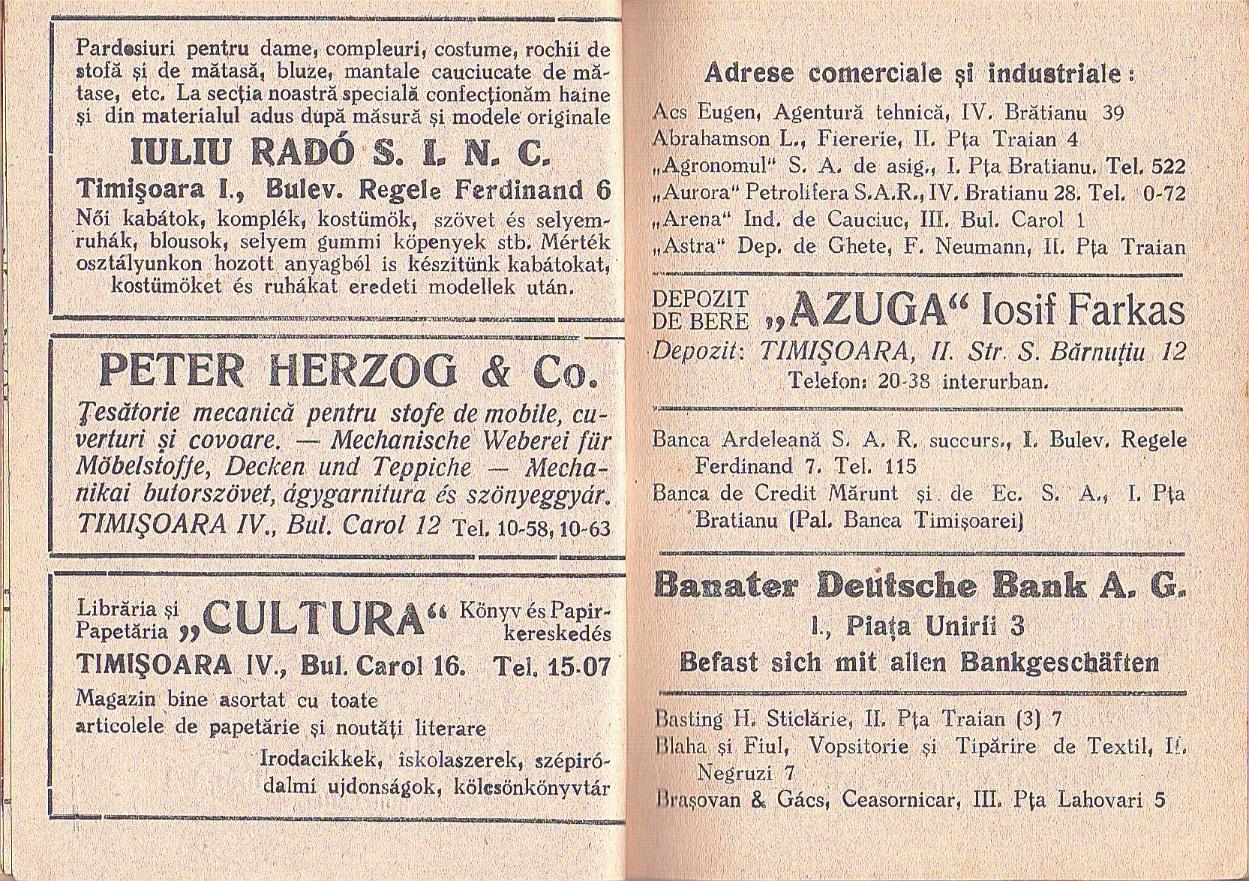 Pardesiuri pentru dame, compleuri, costume, rochii de
stofă și de mătasă, bluze, mantale cauciucate de mă-
tase, etc. La secția noastră specială confecționăm haine
și din materialul adus după măsură și modele originale
IULIU RADÓ S. I. N. C.
Timișoara I., Bulev. Regele Ferdinand 6
Női kabátok, komplék, kostümök, szövet és selyem-
ruhák, blousok, selyem gummi köpenyek stb. Mérték
osztályunkon hozott anyagból is készitünk kabátokat,
kostümöket és ruhákat eredeti modellek után.
PETER HERZOG & Co.
Țesătorie mecanică pentru stofe de mobile, cu-
verturi și covoare. — Mechanische Weberei für
Möbelstoffe, Decken und Teppiche — Mecha-
nikai butorszövet, ágygarnitura és szönyeggyár.
TIMIȘOARA IV., Bul. Carol 12 Tel. 10-58, 10-63
Librăria și
Papetăria „CULTURA“ Könyv és Papir-
kereskedés
TIMIȘOARA IV., Bul. Carol 16. Tel. 15-07
Magazin bine asortat cu toate
articolele de papetărie și noutăți literare
Irodacikkek, iskolaszerek, szépiró-
dalmi ujdonságok, kölcsönkönyvtár
Adrese comerciale și industriale:
Acs Eugen, Agentură tehnică, IV. Brătianu 39
Abrahamson L., Fiererie, II. Pța Traian 4
„Agronomul“ S. A. de asig., I. Pța Bratianu. Tel. 522
„Aurora“ Petrolifera S.A.R., IV. Bratianu 28. Tel. 0-72
„Arena“ Ind. de Cauciuc, III. Bul. Carol 1
„Astra“ Dep. de Ghete, F. Neumann, II. Pța Traian
DEPOZIT
DE BERE „AZUGA“ Iosif Farkas
Depozit: TIMIȘOARA, II. Str. S. Bărnuțiu 12
Telefon: 20-38 interurban.
Banca Ardeleană S. A. R. succurs., I. Bulev. Regele
Ferdinand 7. Tel. 115
Banca de Credit Mărunt și de Ec. S. A., I. Pța
Bratianu (Pal. Banca Timișoarei)
Banater Deutsche Bank A. G.
I., Piața Unirii 3
Befast sich mit allen Bankgeschäften
Basting H. Sticlărie, II. Pța Traian (3) 7
Blaha și Fiul, Vopsitorie și Tipărire de Textil, II.
Negruzi 7
Brașovan & Gács, Ceasornicar, III. Pța Lahovari 5